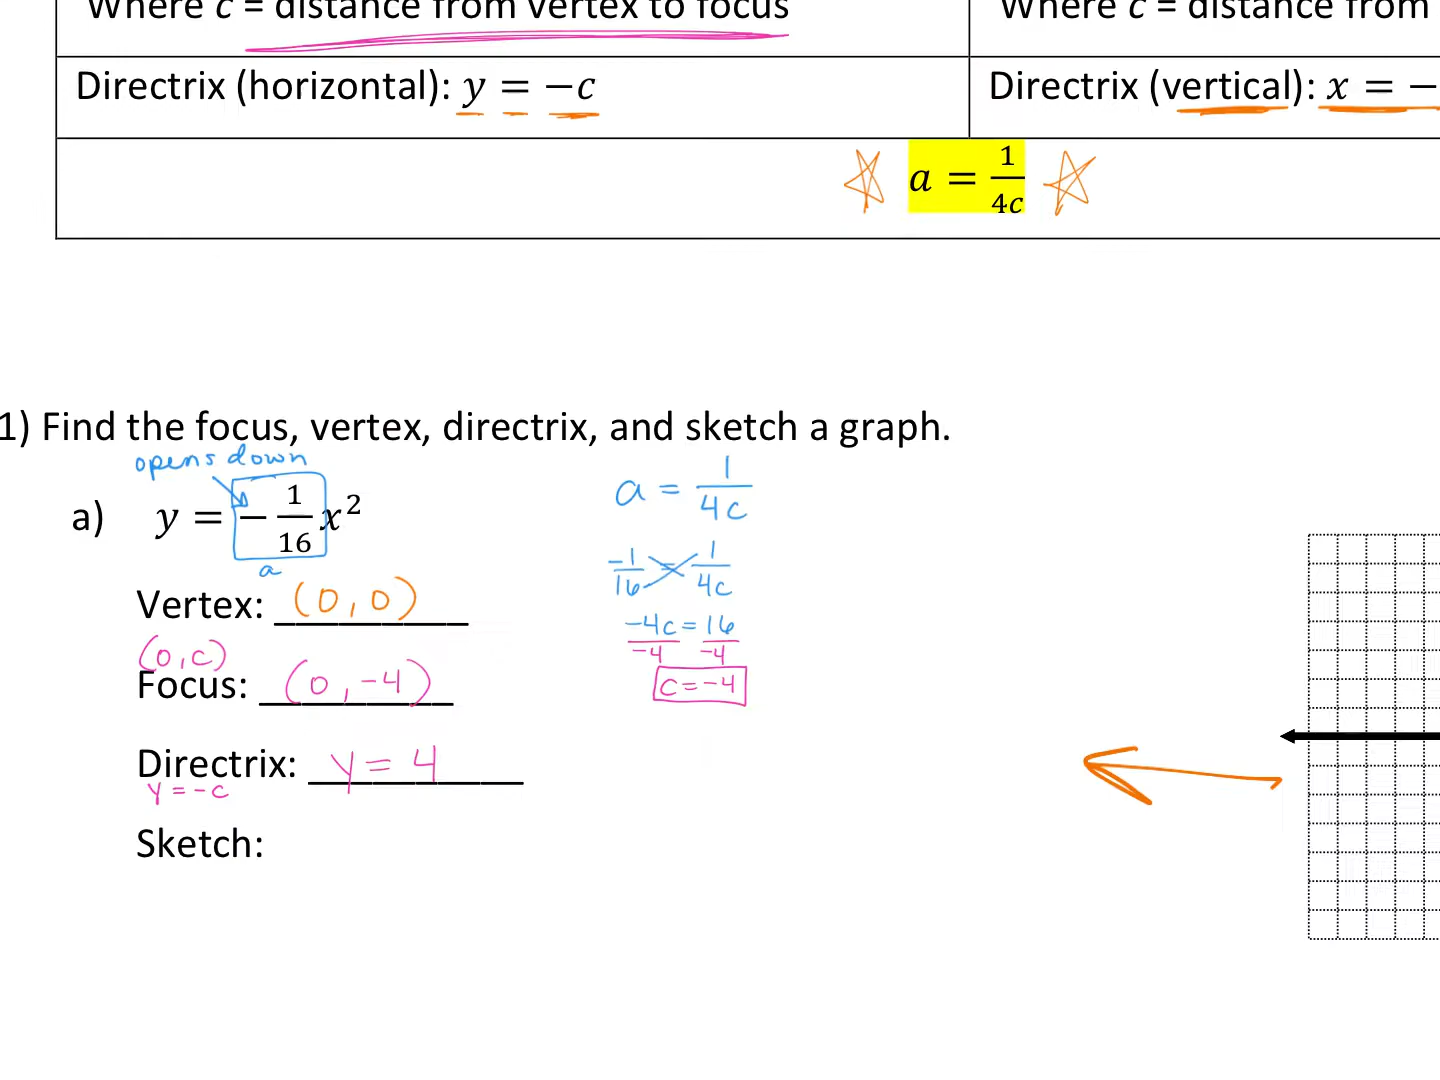 Where c = distance from vertex to focus
Where c = distance from
Directrix (horizontal): y = −c
Directrix (vertical): x = −
a = 1/4c
1) Find the focus, vertex, directrix, and sketch a graph.
opens down
a) y = −1/16 x²
a
a = 1/4c
-1/16 = 1/4c
-4c = 16
-4 -4
c = -4
Vertex: (0, 0)
(0, c)
Focus: (0, -4)
Directrix: y = 4
y = -c
Sketch: